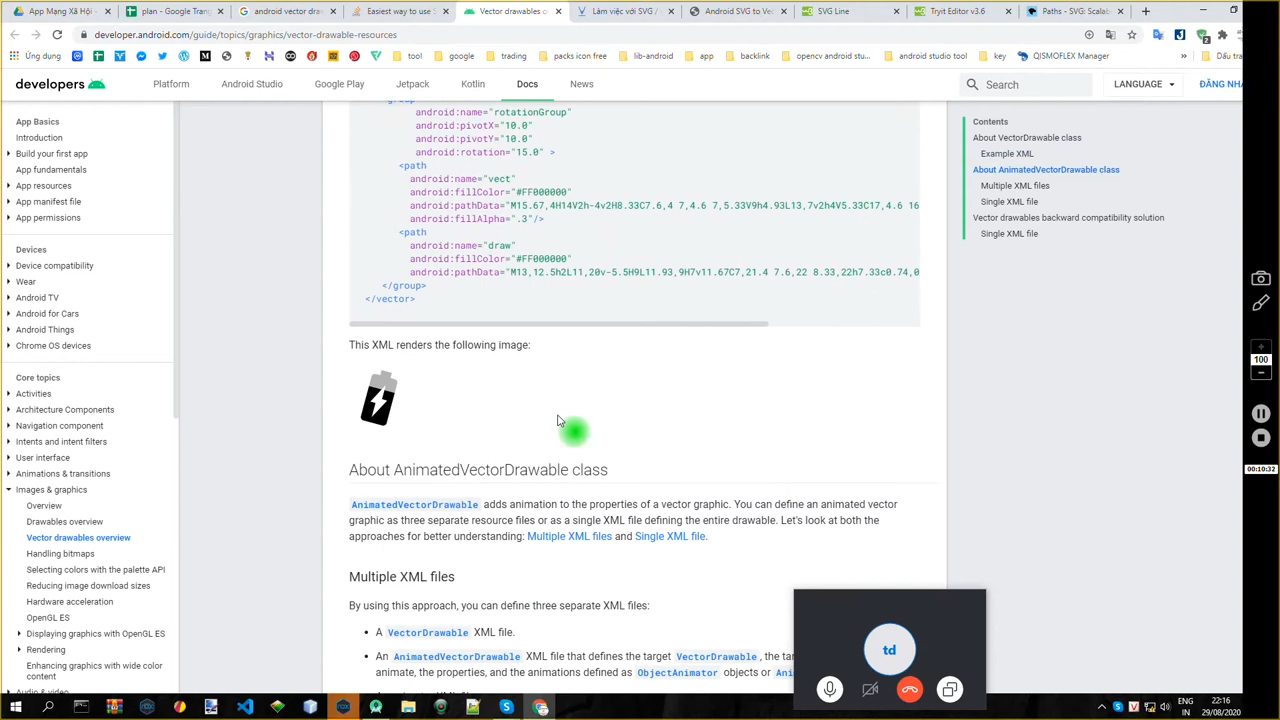 App Mạng Xã Hội -
plan - Google Trang
android vector draw
Easiest way to use S
Vector drawables o
Làm việc với SVG /
Android SVG to Vec
SVG Line
Tryit Editor v3.6
Paths - SVG: Scalab
developer.android.com/guide/topics/graphics/vector-drawable-resources
Ứng dụng
tool
google
trading
packs icon free
lib-android
app
backlink
opencv android studio
android studio tool
key
QISMOFLEX Manager
»
Dấu tra
developers
Platform
Android Studio
Google Play
Jetpack
Kotlin
Docs
News
Search
LANGUAGE
ĐĂNG NHẬ
App Basics
Introduction
Build your first app
App fundamentals
App resources
App manifest file
App permissions
Devices
Device compatibility
Wear
Android TV
Android for Cars
Android Things
Chrome OS devices
Core topics
Activities
Architecture Components
Navigation component
Intents and intent filters
User interface
Animations & transitions
Images & graphics
Overview
Drawables overview
Vector drawables overview
Handling bitmaps
Selecting colors with the palette API
Reducing image download sizes
Hardware acceleration
OpenGL ES
Displaying graphics with OpenGL ES
Rendering
Enhancing graphics with wide color
content
Audio & video
<group
android:name="rotationGroup"
android:pivotX="10.0"
android:pivotY="10.0"
android:rotation="15.0" >
<path
android:name="vect"
android:fillColor="#FF000000"
android:pathData="M15.67,4H14V2h-4v2H8.33C7.6,4 7,4.6 7,5.33V9h4.93L13,7v2h4V5.33C17,4.6 16
android:fillAlpha=".3"/>
<path
android:name="draw"
android:fillColor="#FF000000"
android:pathData="M13,12.5h2L11,20v-5.5H9L11.93,9H7v11.67C7,21.4 7.6,22 8.33,22h7.33c0.74,0
</group>
</vector>
This XML renders the following image:
About AnimatedVectorDrawable class
AnimatedVectorDrawable adds animation to the properties of a vector graphic. You can define an animated vector
graphic as three separate resource files or as a single XML file defining the entire drawable. Let's look at both the
approaches for better understanding: Multiple XML files and Single XML file.
Multiple XML files
By using this approach, you can define three separate XML files:
• A VectorDrawable XML file.
• An AnimatedVectorDrawable XML file that defines the target VectorDrawable, the tar
animate, the properties, and the animations defined as ObjectAnimator objects or Ani
Contents
About VectorDrawable class
Example XML
About AnimatedVectorDrawable class
Multiple XML files
Single XML file
Vector drawables backward compatibility solution
Single XML file
100
00:10:32
td
ENG
IN
22:16
29/08/2020